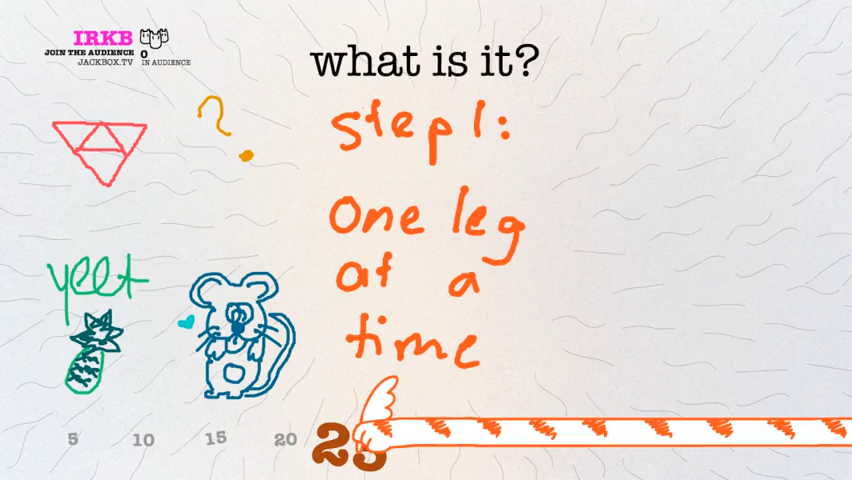 IRKB
JOIN THE AUDIENCE
JACKBOX.TV
0
IN AUDIENCE
what is it?
?
step 1:
One leg
at a
time
yeet
5 10 15 20 25